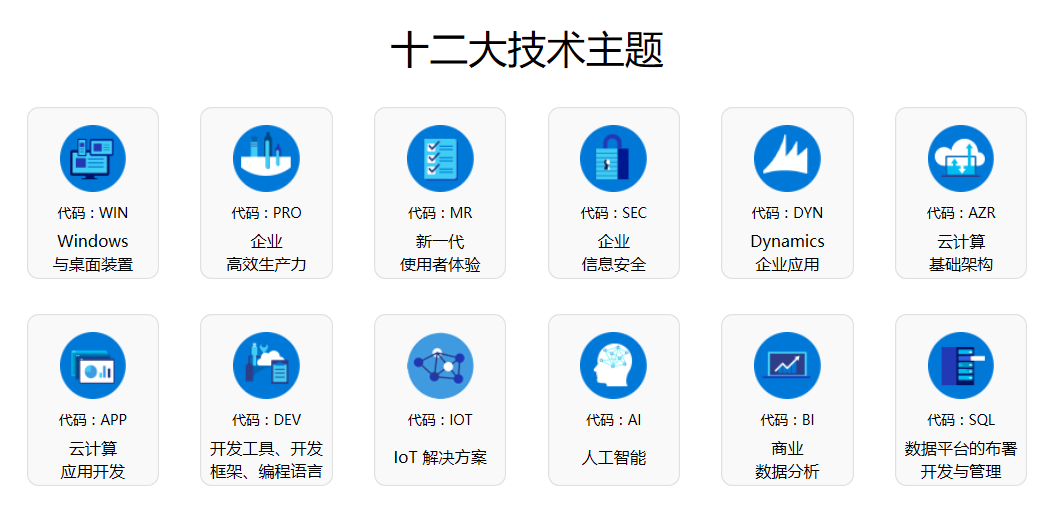 十二大技术主题
代码：WIN
Windows
与桌面装置
代码：PRO
企业
高效生产力
代码：MR
新一代
使用者体验
代码：SEC
企业
信息安全
代码：DYN
Dynamics
企业应用
代码：AZR
云计算
基础架构
代码：APP
云计算
应用开发
代码：DEV
开发工具、开发
框架、编程语言
代码：IOT
IoT 解决方案
代码：AI
人工智能
代码：BI
商业
数据分析
代码：SQL
数据平台的布署
开发与管理